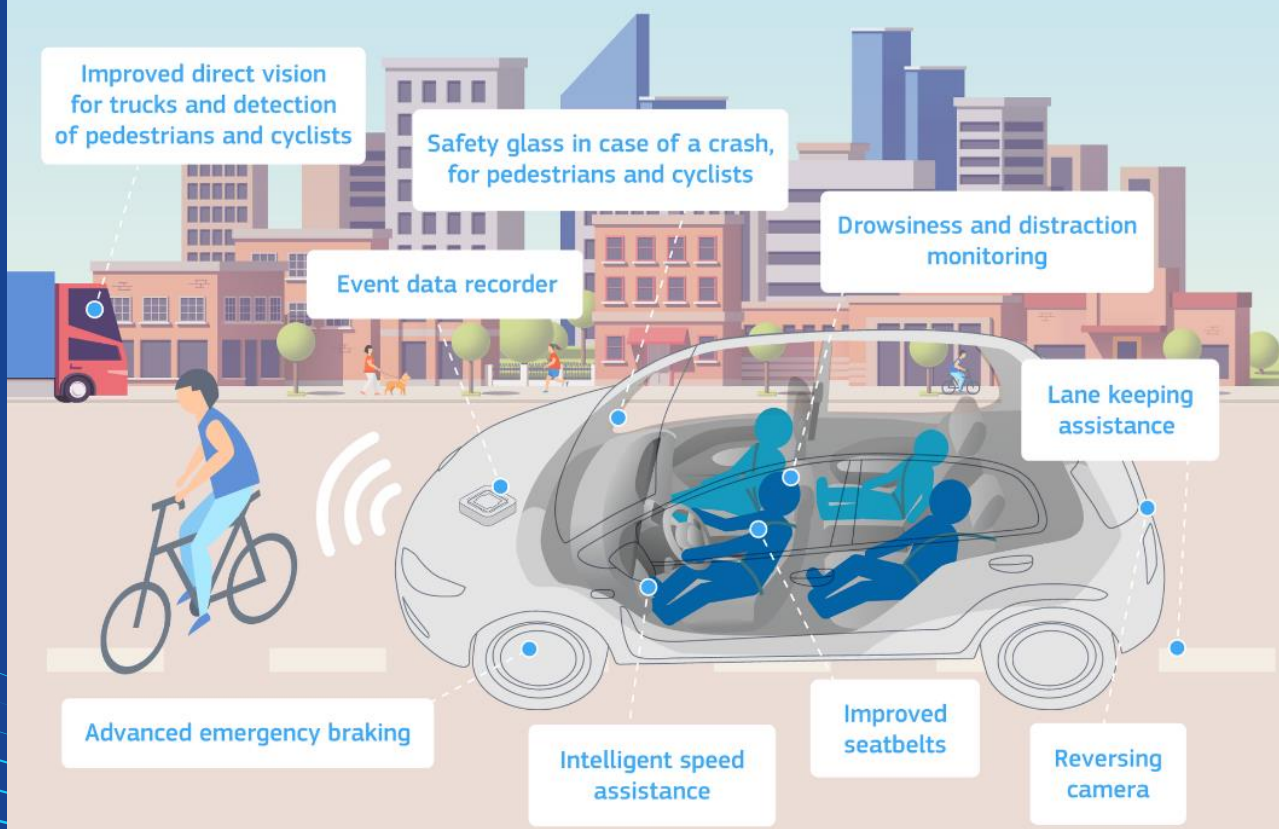 Improved direct vision
for trucks and detection
of pedestrians and cyclists
Safety glass in case of a crash,
for pedestrians and cyclists
Drowsiness and distraction
monitoring
Event data recorder
Lane keeping
assistance
Advanced emergency braking
Intelligent speed
assistance
Improved
seatbelts
Reversing
camera